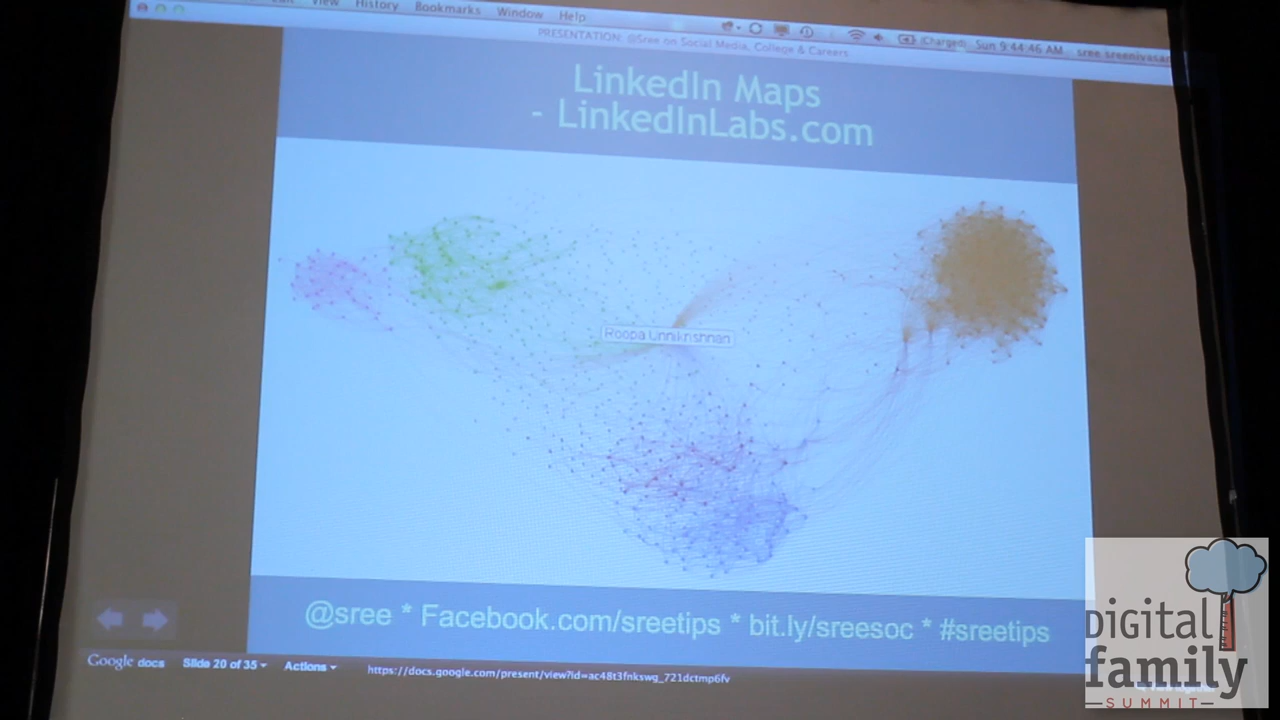 View History Bookmarks Window Help
(Charged) Sun 9:44:46 AM
PRESENTATION: @Sree on Social Media, College & Careers
LinkedIn Maps
- LinkedInLabs.com
Roopa Unnikrishnan
@sree * Facebook.com/sreetips * bit.ly/sreesoc * #sreetips
Google docs Slide 20 of 35 Actions https://docs.google.com/present/view?id=ac48t3fnkswg_721dctmp6fv
digital
family
SUMMIT